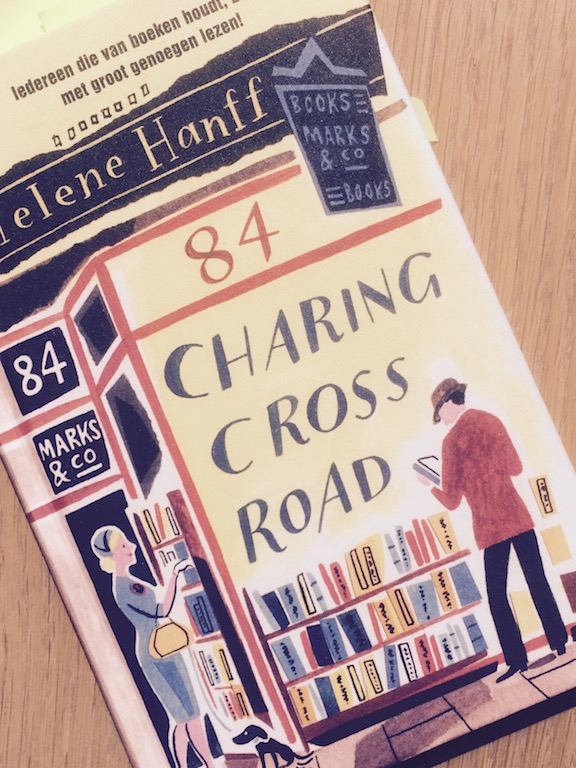 Iedereen die van boeken houdt,
met groot genoegen lezen!
Helene Hanff
BOOKS
MARKS
& CO
BOOKS
84
CHARING
CROSS
ROAD
84
MARKS
& CO